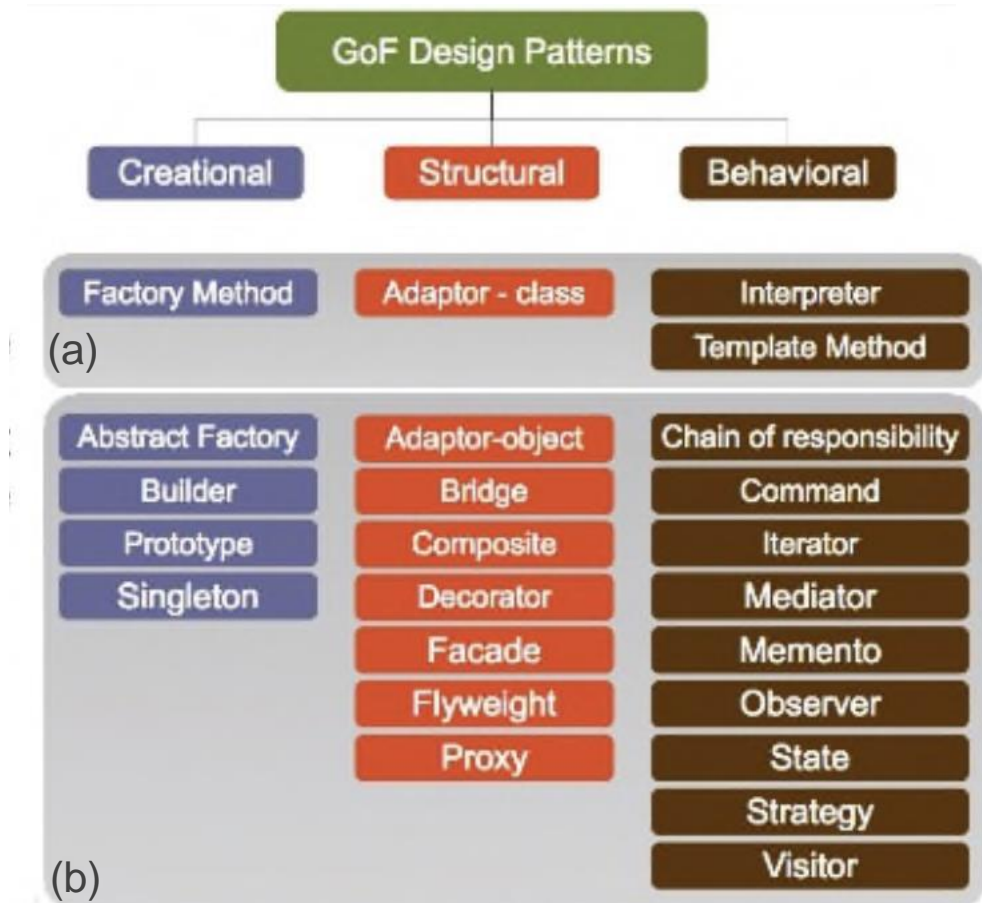 GoF Design Patterns
Creational
Structural
Behavioral
(a)
Factory Method
Adaptor - class
Interpreter
Template Method
(b)
Abstract Factory
Builder
Prototype
Singleton
Adaptor-object
Bridge
Composite
Decorator
Facade
Flyweight
Proxy
Chain of responsibility
Command
Iterator
Mediator
Memento
Observer
State
Strategy
Visitor